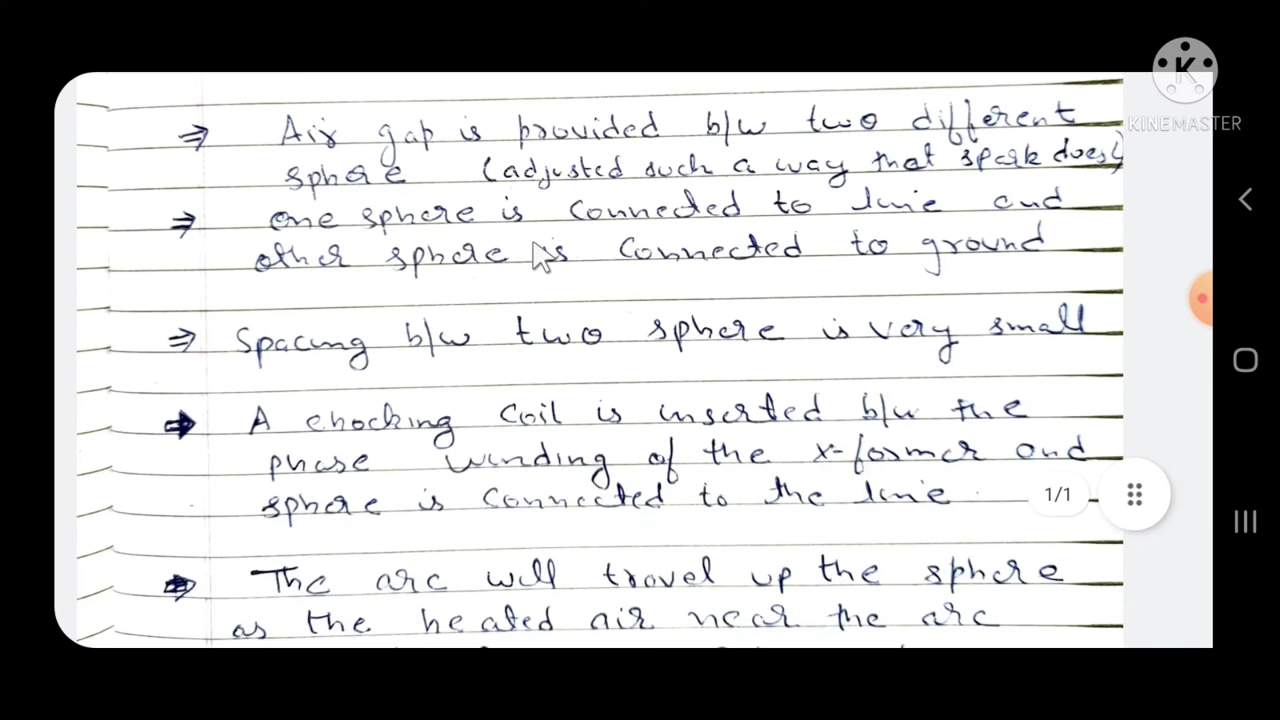 K
KINEMASTER
⇒ Air gap is provided b/w two different
sphere (adjusted such a way that spark does
⇒ one sphere is connected to line and
other sphere is connected to ground
⇒ Spacing b/w two sphere is very small
→ A chocking coil is inserted b/w the
phase winding of the x-former and
sphere is connected to the line
1/1
→ The arc will travel up the sphere
as the heated air near the arc